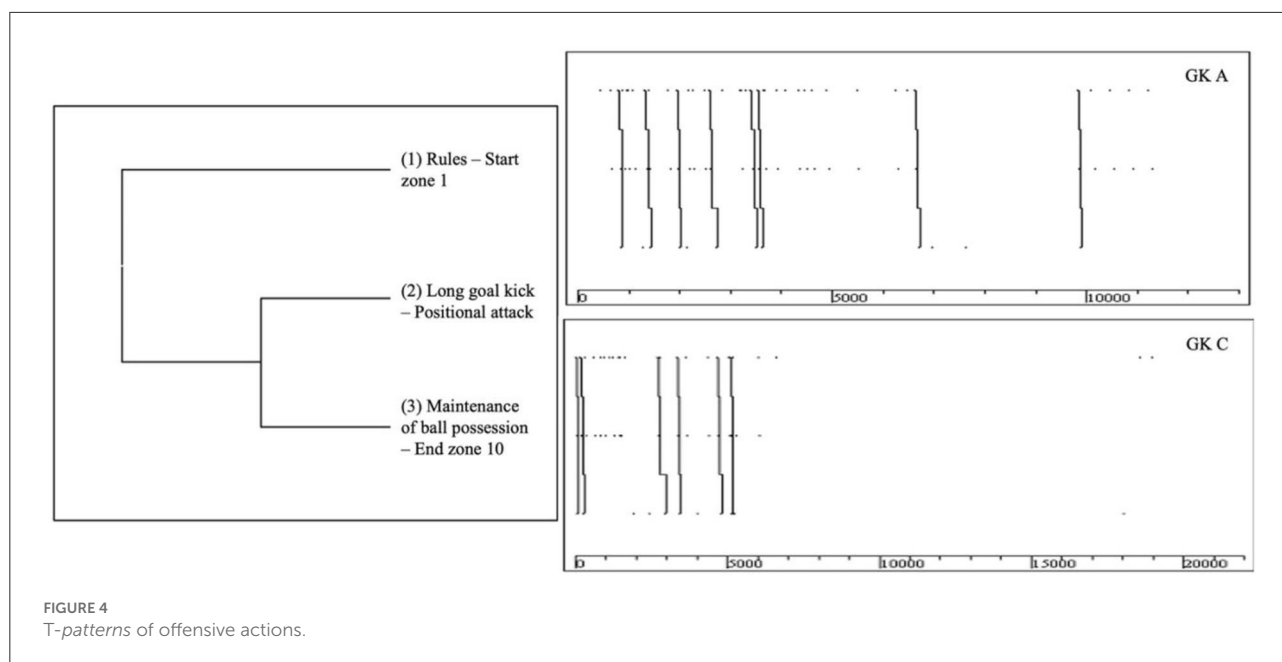 (1) Rules – Start
zone 1
(2) Long goal kick
– Positional attack
(3) Maintenance
of ball possession
– End zone 10
GK A
0 5000 10000
GK C
0 5000 10000 15000 20000
FIGURE 4
T-patterns of offensive actions.